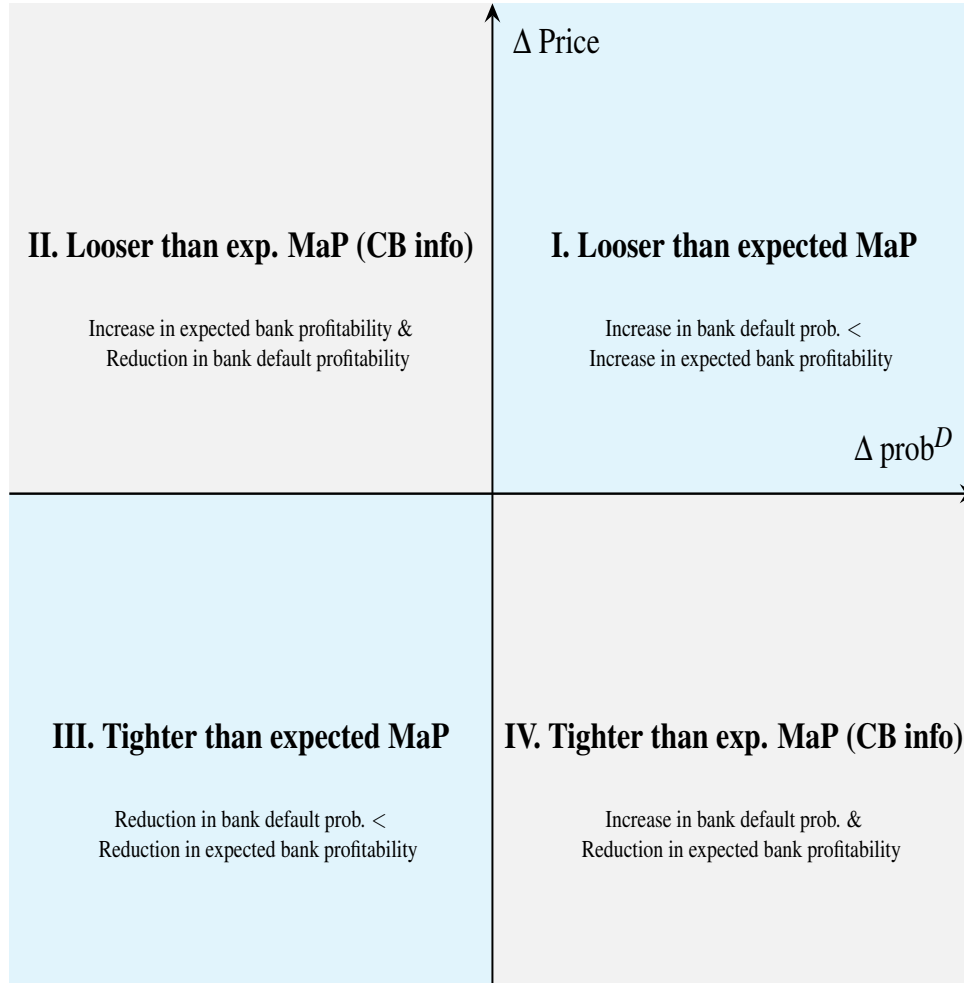 Δ Price
II. Looser than exp. MaP (CB info)
Increase in expected bank profitability &
Reduction in bank default profitability
I. Looser than expected MaP
Increase in bank default prob. <
Increase in expected bank profitability
Δ prob^D
III. Tighter than expected MaP
Reduction in bank default prob. <
Reduction in expected bank profitability
IV. Tighter than exp. MaP (CB info)
Increase in bank default prob. &
Reduction in expected bank profitability